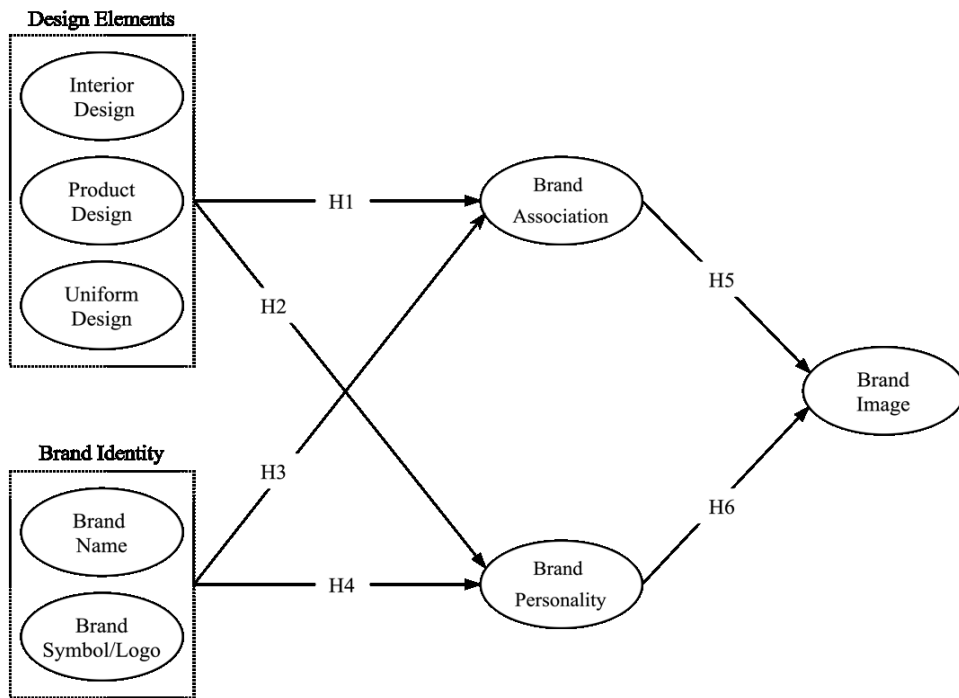 Design Elements
Interior
Design
Product
Design
Uniform
Design
Brand Identity
Brand
Name
Brand
Symbol/Logo
H1
H2
H3
H4
Brand
Association
Brand
Personality
H5
H6
Brand
Image